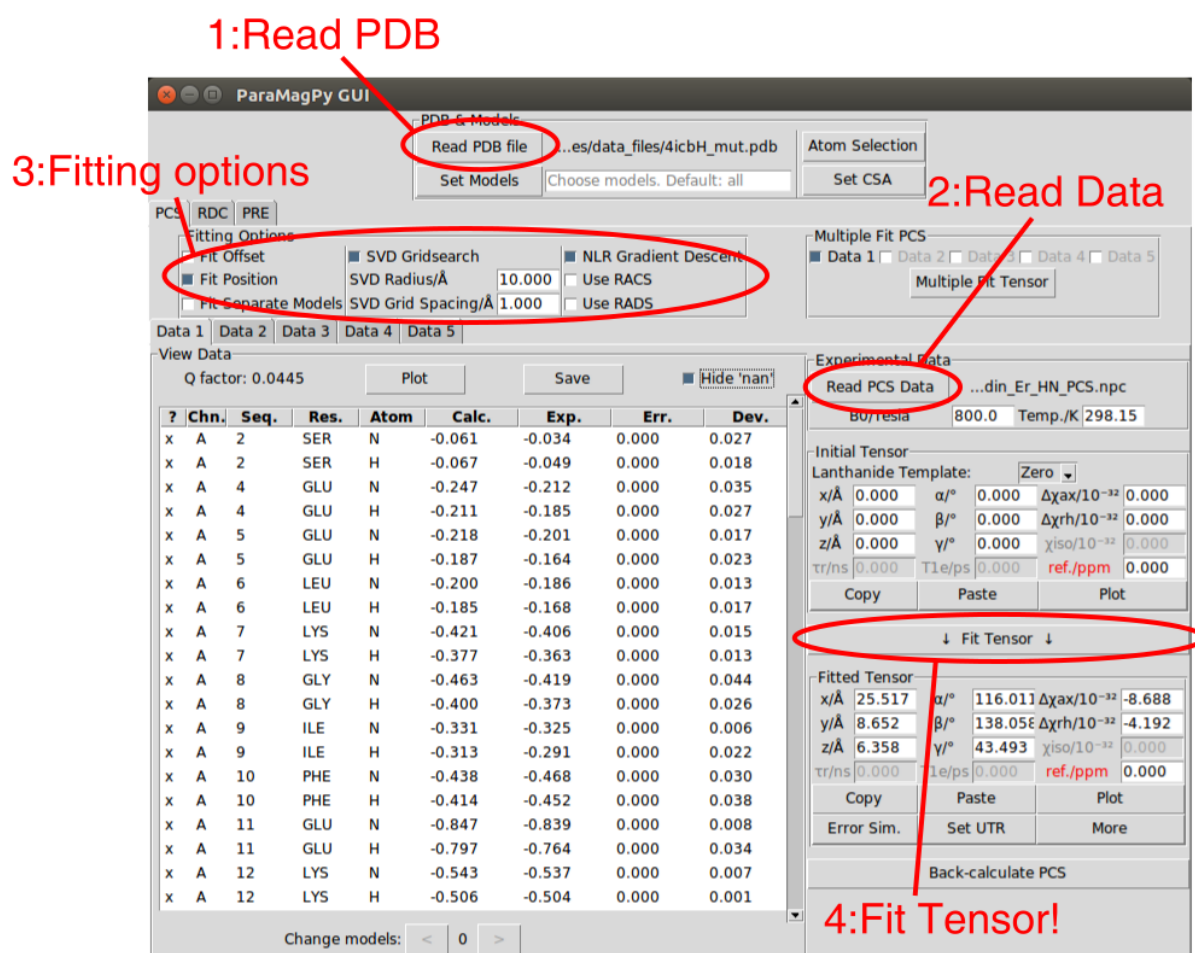 1:Read PDB
ParaMagPy GUI
PDB & Models
Read PDB file ...es/data_files/4icbH_mut.pdb Atom Selection
Set Models Choose models. Default: all Set CSA
3:Fitting options
2:Read Data
PCS RDC PRE
Fitting Options
Fit Offset SVD Gridsearch NLR Gradient Descent
Fit Position SVD Radius/Å 10.000 Use RACS
Fit Separate Models SVD Grid Spacing/Å 1.000 Use RADS
Multiple Fit PCS
Data 1 Data 2 Data 3 Data 4 Data 5
Multiple Fit Tensor
Data 1 Data 2 Data 3 Data 4 Data 5
View Data
Q factor: 0.0445 Plot Save Hide 'nan'
? Chn. Seq. Res. Atom Calc. Exp. Err. Dev.
x A 2 SER N -0.061 -0.034 0.000 0.027
x A 2 SER H -0.067 -0.049 0.000 0.018
x A 4 GLU N -0.247 -0.212 0.000 0.035
x A 4 GLU H -0.211 -0.185 0.000 0.027
x A 5 GLU N -0.218 -0.201 0.000 0.017
x A 5 GLU H -0.187 -0.164 0.000 0.023
x A 6 LEU N -0.200 -0.186 0.000 0.013
x A 6 LEU H -0.185 -0.168 0.000 0.017
x A 7 LYS N -0.421 -0.406 0.000 0.015
x A 7 LYS H -0.377 -0.363 0.000 0.013
x A 8 GLY N -0.463 -0.419 0.000 0.044
x A 8 GLY H -0.400 -0.373 0.000 0.026
x A 9 ILE N -0.331 -0.325 0.000 0.006
x A 9 ILE H -0.313 -0.291 0.000 0.022
x A 10 PHE N -0.438 -0.468 0.000 0.030
x A 10 PHE H -0.414 -0.452 0.000 0.038
x A 11 GLU N -0.847 -0.839 0.000 0.008
x A 11 GLU H -0.797 -0.764 0.000 0.034
x A 12 LYS N -0.543 -0.537 0.000 0.007
x A 12 LYS H -0.506 -0.504 0.000 0.001
Change models: < 0 >
Experimental Data
Read PCS Data ...din_Er_HN_PCS.npc
B0/Tesla 800.0 Temp./K 298.15
Initial Tensor
Lanthanide Template: Zero
x/Å 0.000 α/° 0.000 Δχax/10⁻³² 0.000
y/Å 0.000 β/° 0.000 Δχrh/10⁻³² 0.000
z/Å 0.000 γ/° 0.000 χiso/10⁻³² 0.000
τr/ns 0.000 T1e/ps 0.000 ref./ppm 0.000
Copy Paste Plot
↓ Fit Tensor ↓
Fitted Tensor
x/Å 25.517 α/° 116.011 Δχax/10⁻³² -8.688
y/Å 8.652 β/° 138.058 Δχrh/10⁻³² -4.192
z/Å 6.358 γ/° 43.493 χiso/10⁻³² 0.000
τr/ns 0.000 T1e/ps 0.000 ref./ppm 0.000
Copy Paste Plot
Error Sim. Set UTR More
Back-calculate PCS
4:Fit Tensor!